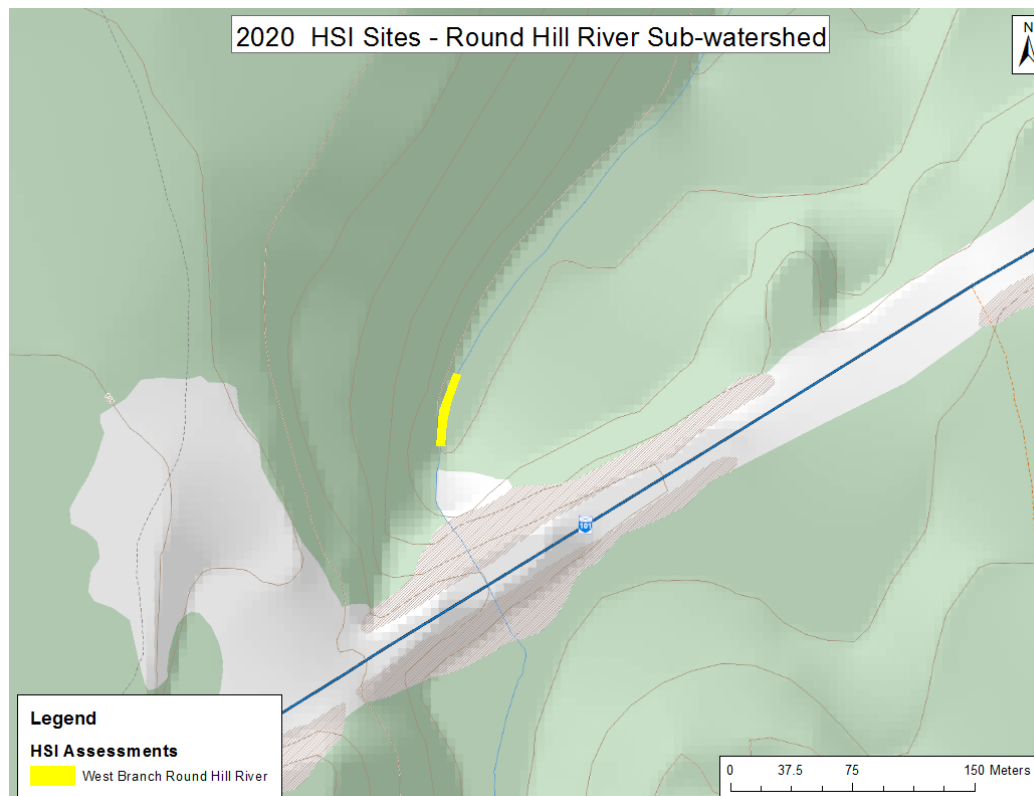 2020 HSI Sites - Round Hill River Sub-watershed
N
101
Legend
HSI Assessments
West Branch Round Hill River
0 37.5 75 150 Meters